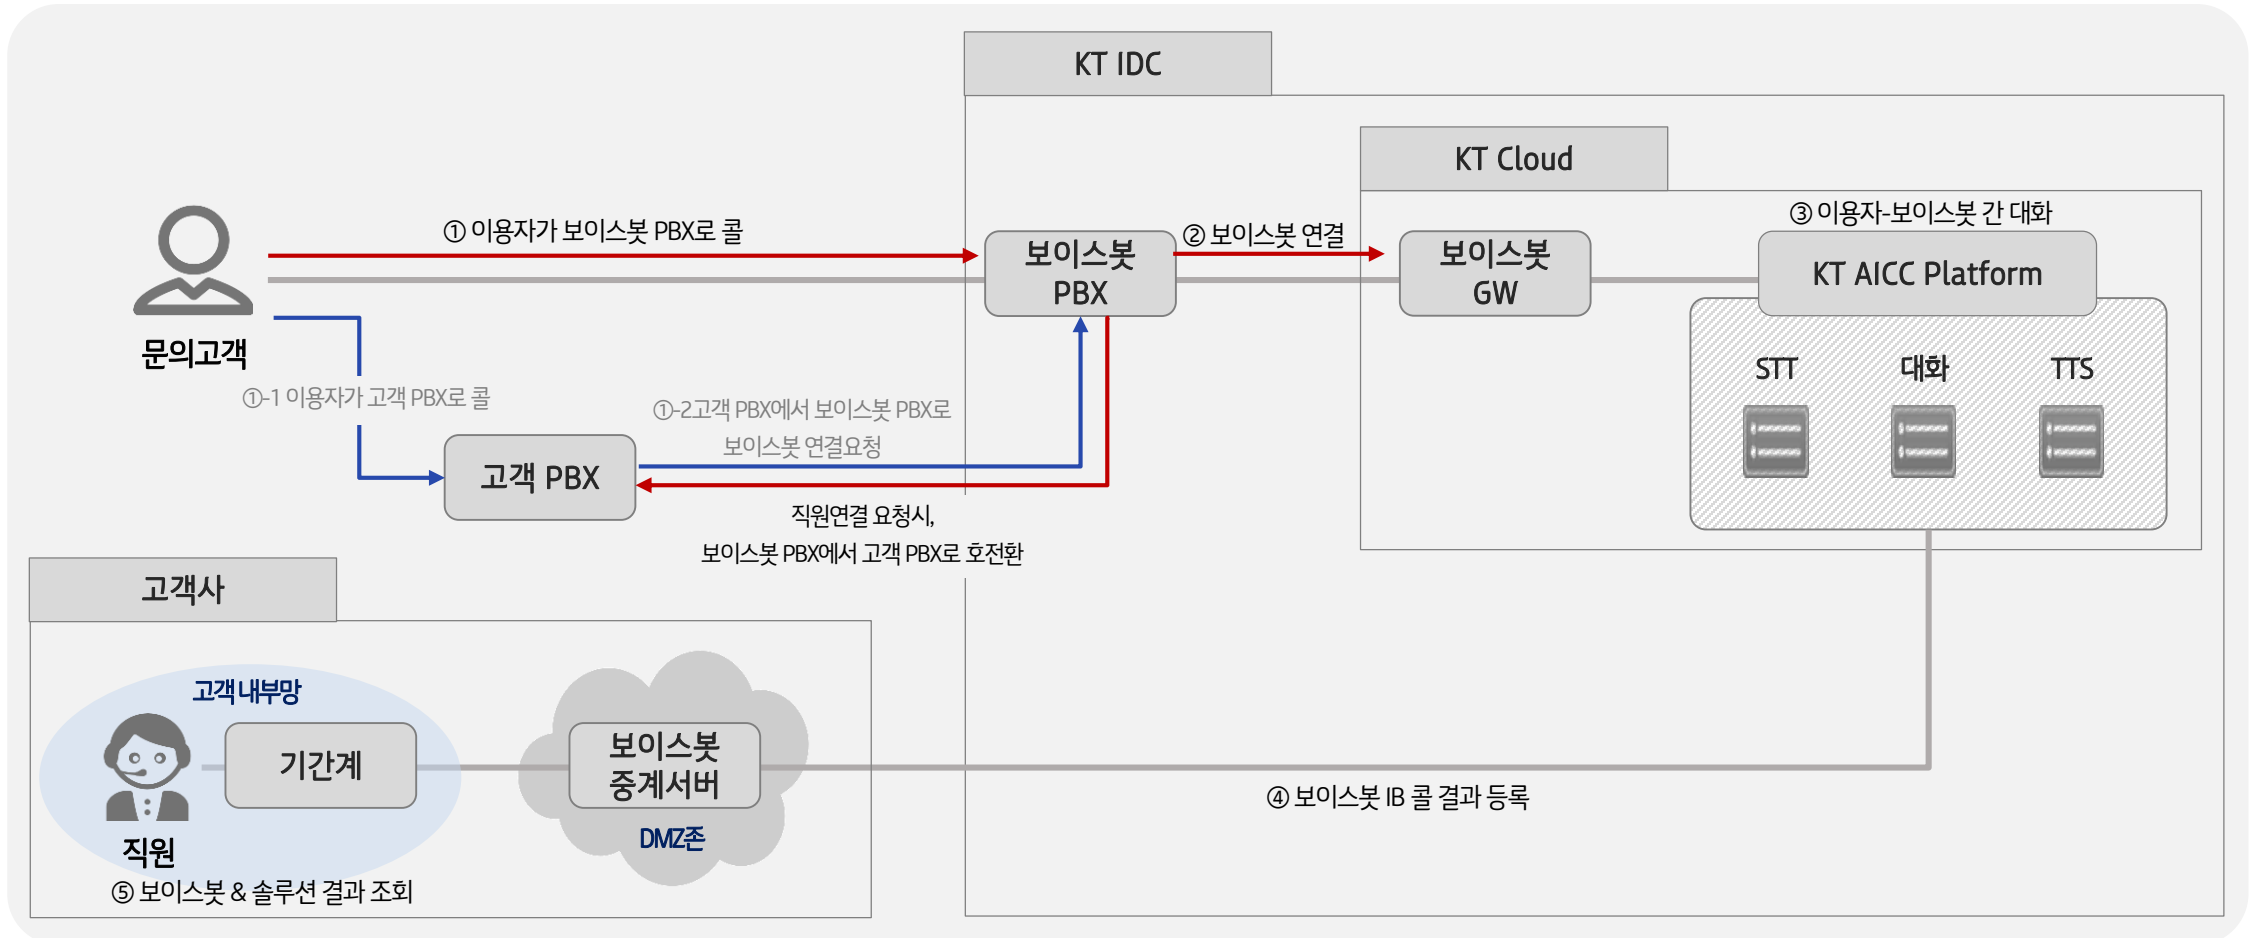 KT IDC
KT Cloud
③ 이용자-보이스봇 간 대화
① 이용자가 보이스봇 PBX로 콜
② 보이스봇 연결
보이스봇
PBX
보이스봇
GW
KT AICC Platform
문의고객
STT
대화
TTS
①-1 이용자가 고객 PBX로 콜
①-2고객 PBX에서 보이스봇 PBX로
보이스봇 연결요청
고객 PBX
직원연결 요청시,
보이스봇 PBX에서 고객 PBX로 호전환
고객사
고객 내부망
기간계
보이스봇
중계서버
④ 보이스봇 IB 콜 결과 등록
DMZ존
직원
⑤ 보이스봇 & 솔루션 결과 조회